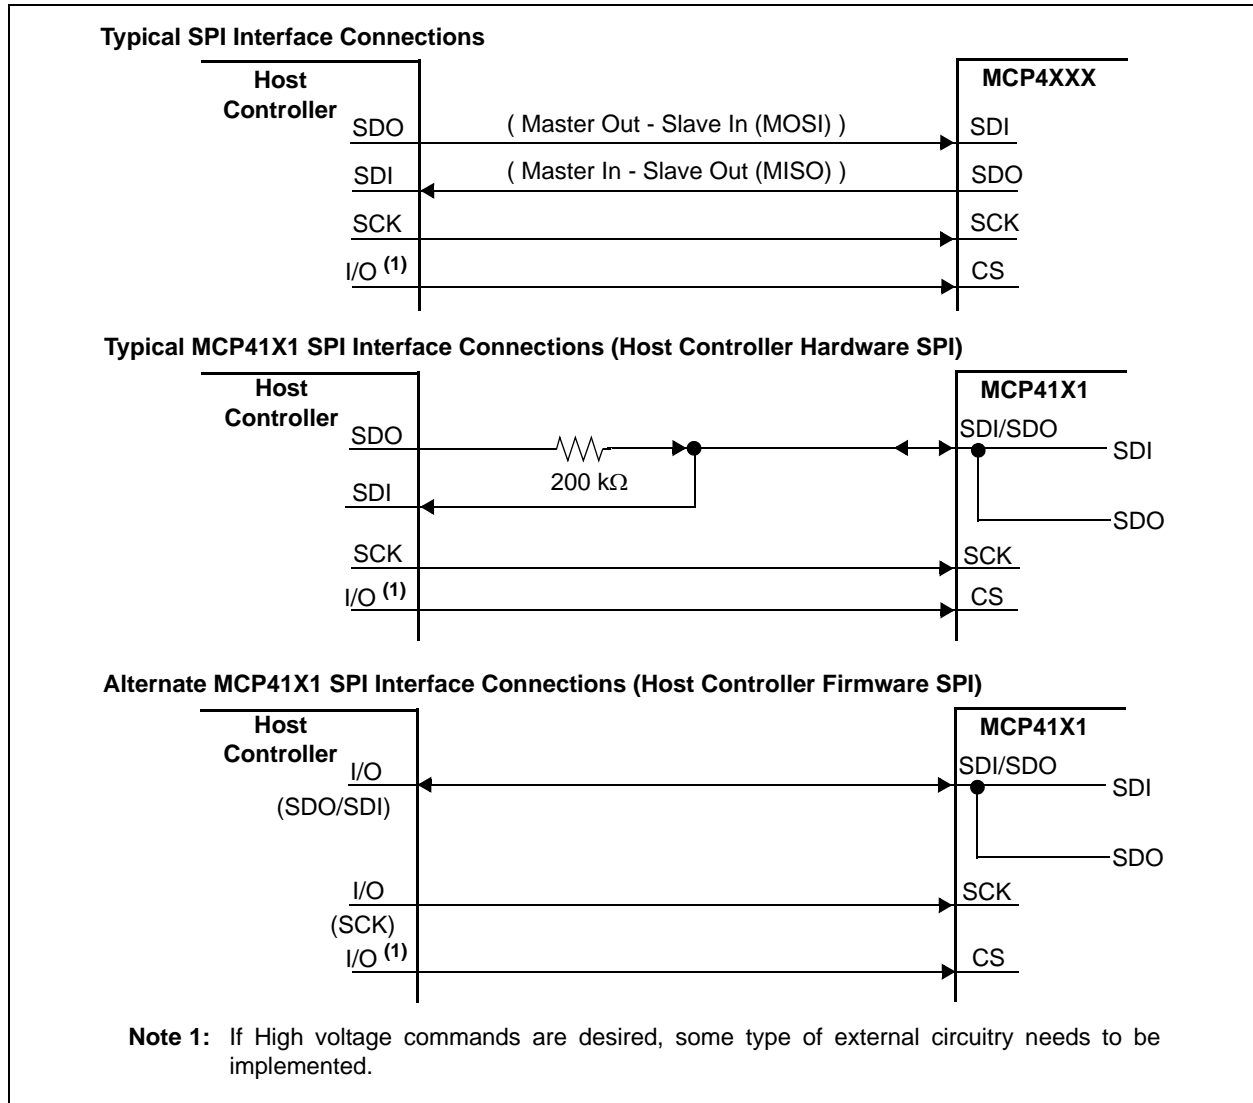 Typical SPI Interface Connections
Host
Controller
MCP4XXX
SDO
( Master Out - Slave In (MOSI) )
SDI
SDI
( Master In - Slave Out (MISO) )
SDO
SCK
SCK
I/O (1)
CS
Typical MCP41X1 SPI Interface Connections (Host Controller Hardware SPI)
Host
Controller
MCP41X1
SDO
SDI/SDO
SDI
200 kΩ
SDI
SDO
SCK
SCK
I/O (1)
CS
Alternate MCP41X1 SPI Interface Connections (Host Controller Firmware SPI)
Host
Controller
MCP41X1
I/O
(SDO/SDI)
SDI/SDO
SDI
SDO
I/O
(SCK)
SCK
I/O (1)
CS
Note 1: If High voltage commands are desired, some type of external circuitry needs to be
implemented.